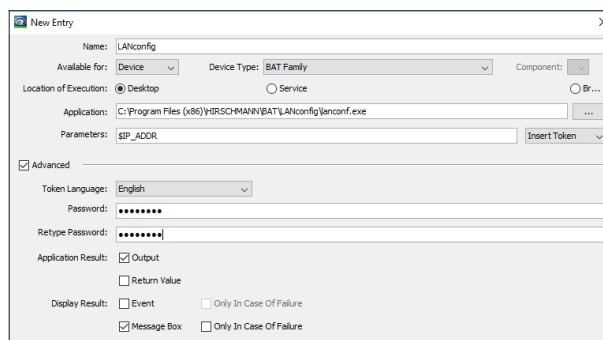 New Entry
Name: LANconfig
Available for: Device Device Type: BAT Family Component:
Location of Execution: Desktop Service Br...
Application: C:\Program Files (x86)\HIRSCHMANN\BAT\LANconfig\lanconf.exe ...
Parameters: $IP_ADDR Insert Token
Advanced
Token Language: English
Password: ●●●●●●●●
Retype Password: ●●●●●●●●
Application Result: Output
Return Value
Display Result: Event Only In Case Of Failure
Message Box Only In Case Of Failure